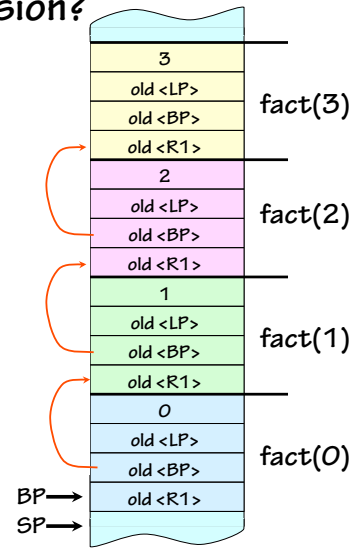 sion?
3
old <LP>
old <BP>
old <R1>
fact(3)
2
old <LP>
old <BP>
old <R1>
fact(2)
1
old <LP>
old <BP>
old <R1>
fact(1)
0
old <LP>
old <BP>
old <R1>
fact(0)
BP
SP